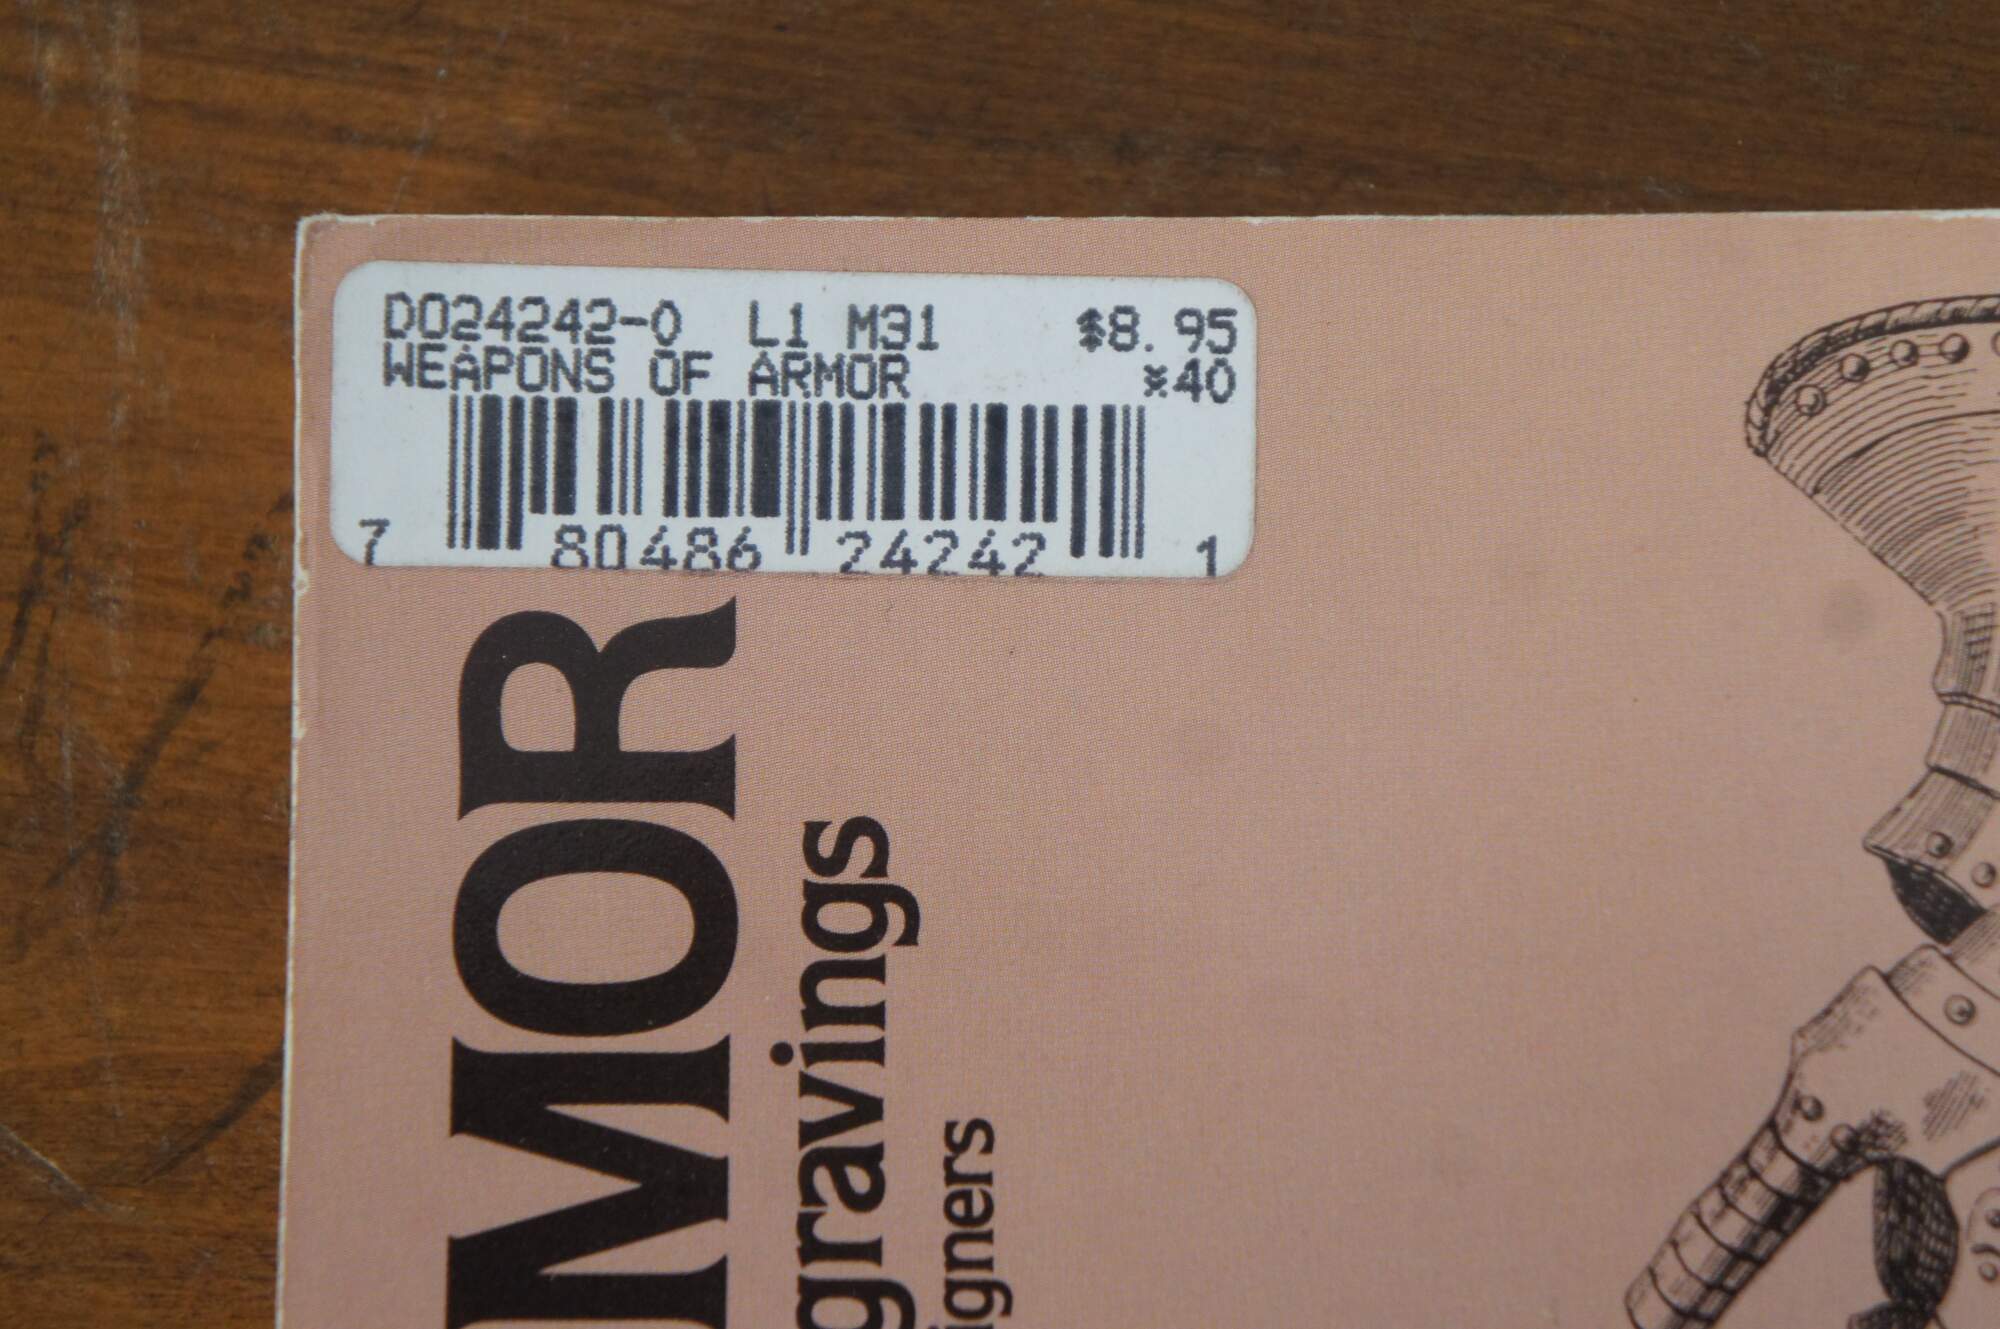 D024242-0 L1 M31 $8.95
WEAPONS OF ARMOR *40
7 80486 24242 1
MOR
gravings
igners